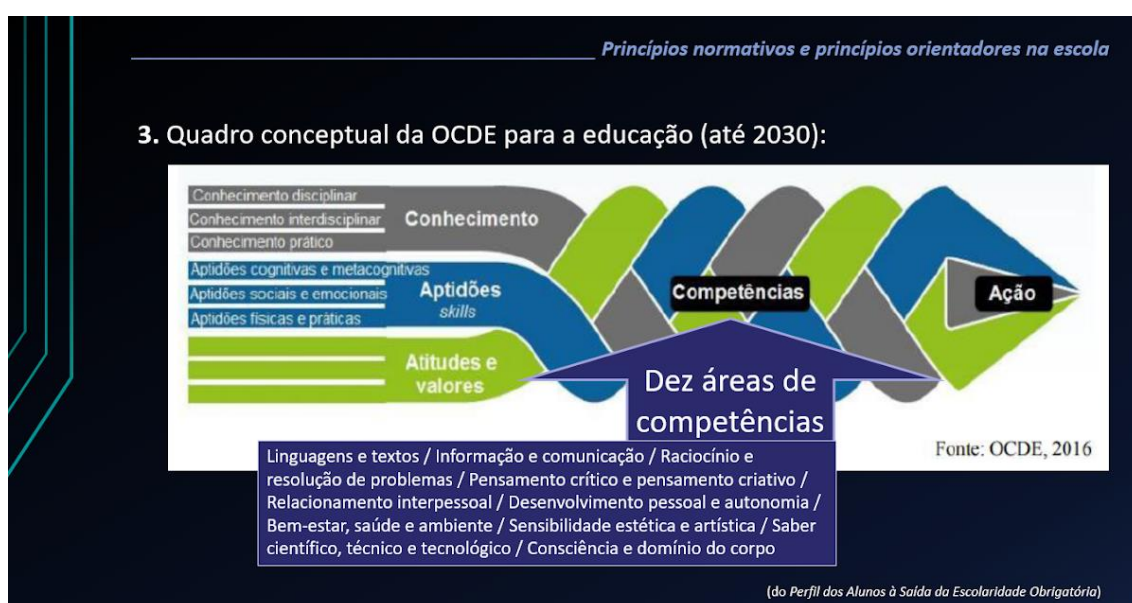 Princípios normativos e princípios orientadores na escola
3. Quadro conceptual da OCDE para a educação (até 2030):
Conhecimento disciplinar
Conhecimento interdisciplinar
Conhecimento prático
Conhecimento
Aptidões cognitivas e metacognitivas
Aptidões sociais e emocionais
Aptidões físicas e práticas
Aptidões
skills
Atitudes e
valores
Competências
Ação
Dez áreas de
competências
Fonte: OCDE, 2016
Linguagens e textos / Informação e comunicação / Raciocínio e
resolução de problemas / Pensamento crítico e pensamento criativo /
Relacionamento interpessoal / Desenvolvimento pessoal e autonomia /
Bem-estar, saúde e ambiente / Sensibilidade estética e artística / Saber
científico, técnico e tecnológico / Consciência e domínio do corpo
(do Perfil dos Alunos à Saída da Escolaridade Obrigatória)